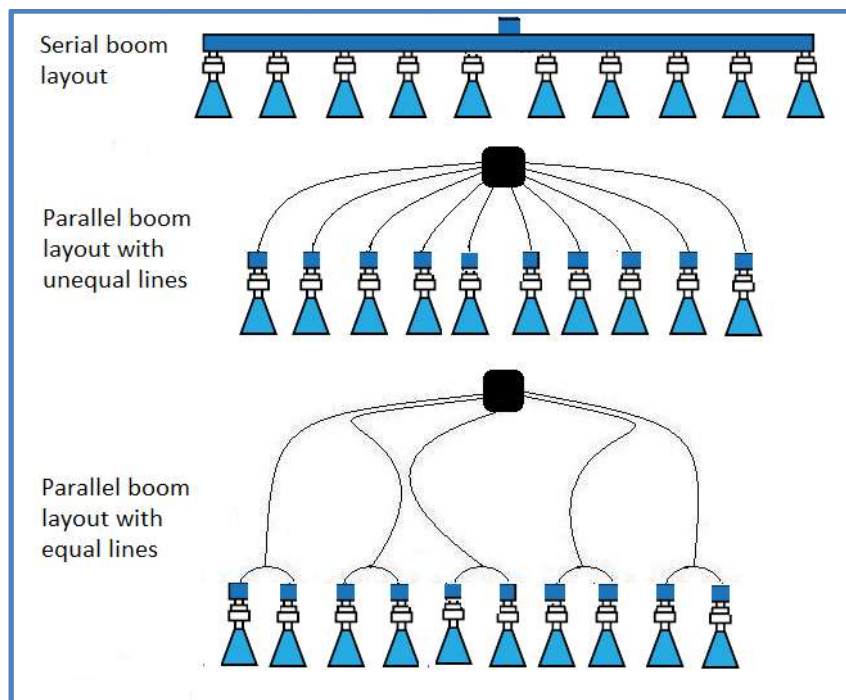 Serial boom
layout
Parallel boom
layout with
unequal lines
Parallel boom
layout with
equal lines